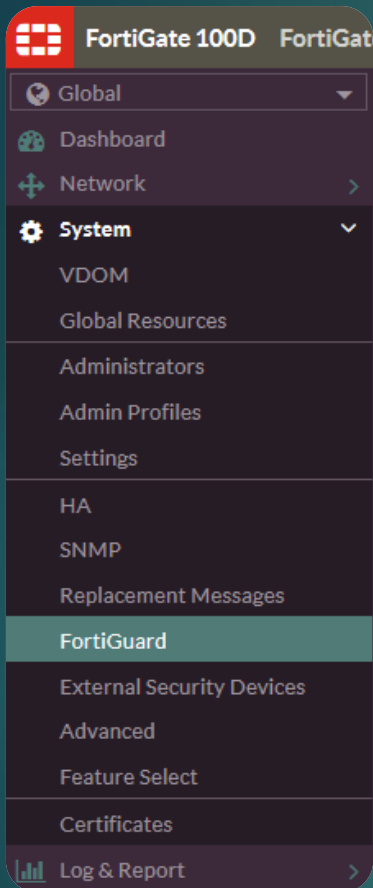 FortiGate 100D FortiGat
Global
Dashboard
Network
System
VDOM
Global Resources
Administrators
Admin Profiles
Settings
HA
SNMP
Replacement Messages
FortiGuard
External Security Devices
Advanced
Feature Select
Certificates
Log & Report